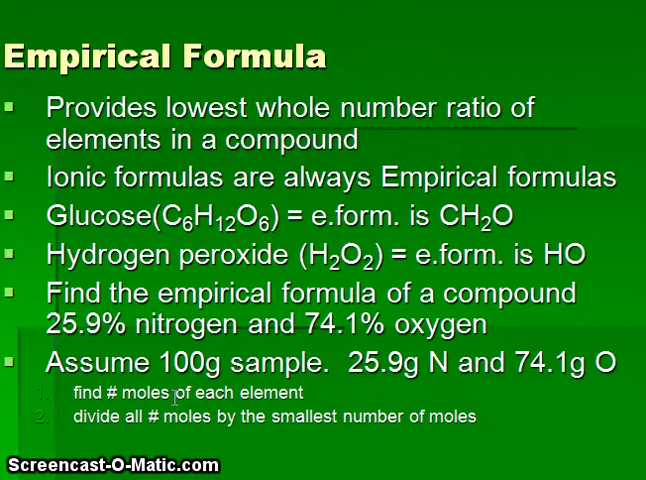 Empirical Formula
▪ Provides lowest whole number ratio of
elements in a compound
▪ Ionic formulas are always Empirical formulas
▪ Glucose(C₆H₁₂O₆) = e.form. is CH₂O
▪ Hydrogen peroxide (H₂O₂) = e.form. is HO
▪ Find the empirical formula of a compound
25.9% nitrogen and 74.1% oxygen
▪ Assume 100g sample. 25.9g N and 74.1g O
1. find # moles of each element
2. divide all # moles by the smallest number of moles
Screencast-O-Matic.com